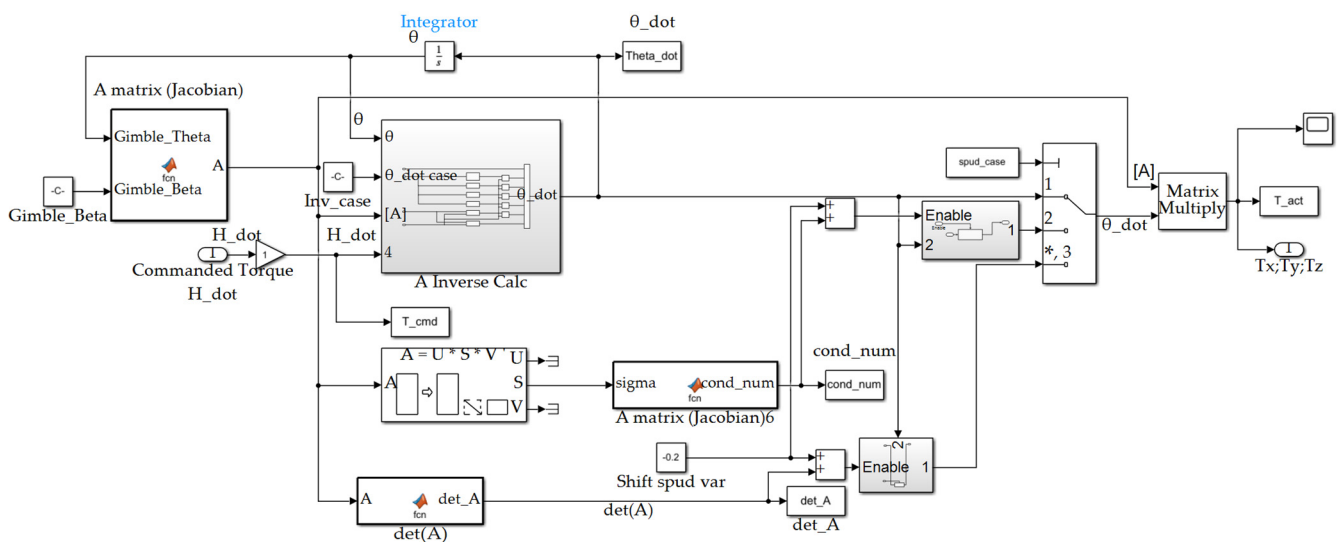 Integrator
θ
1
s
θ_dot
Theta_dot
A matrix (Jacobian)
Gimble_Theta
A
fcn
Gimble_Beta
-C-
Gimble_Beta
θ
θ
-C-
Inv_case
θ_dot case
θ_dot
[A]
H_dot
4
A Inverse Calc
H_dot
1
1
Commanded Torque
H_dot
T_cmd
A = U * S * V '
U
A
S
V
sigma
cond_num
fcn
A matrix (Jacobian)6
cond_num
cond_num
-0.2
Shift spud var
+
+
+
+
Enable
Enable
2
1
2
Enable
1
A
det_A
fcn
det(A)
det(A)
det_A
det_A
spud_case
1
2
*, 3
θ_dot
[A]
Matrix
Multiply
T_act
1
Tx;Ty;Tz